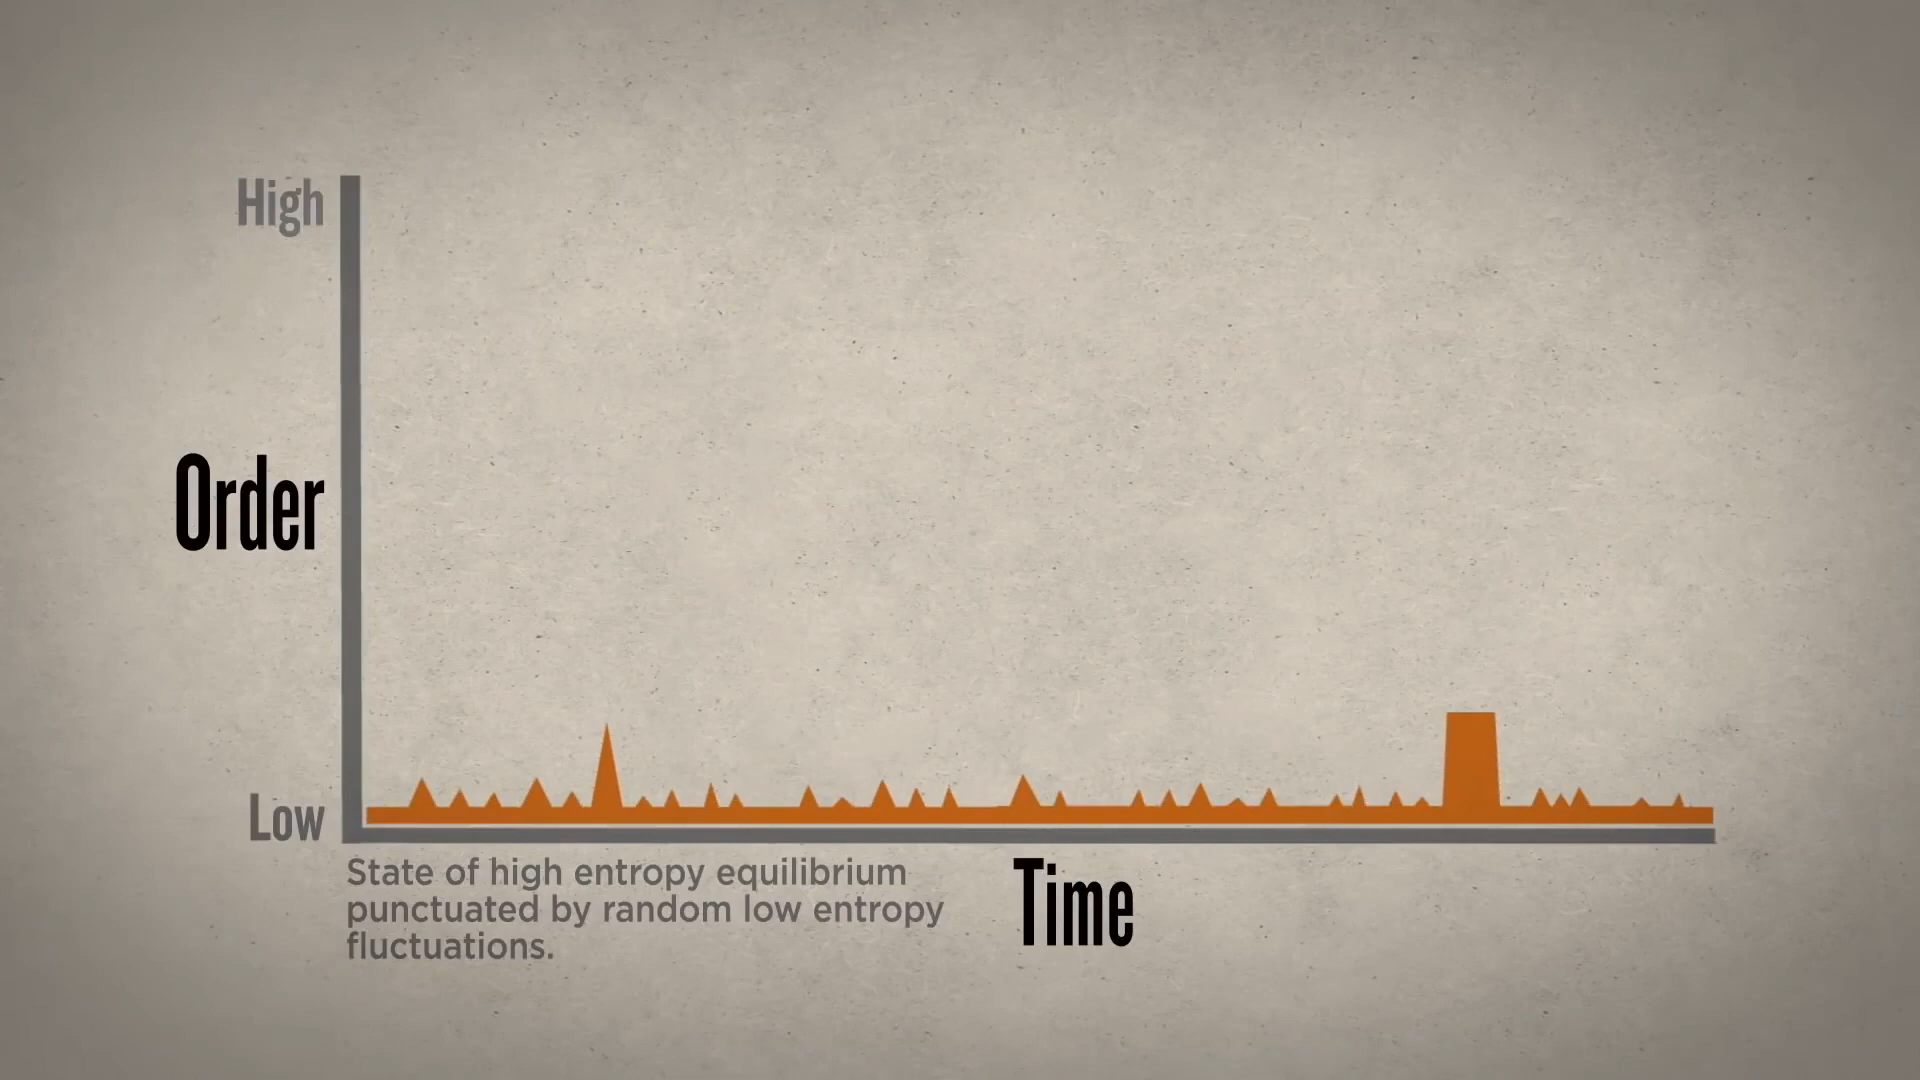 High
Order
Low
State of high entropy equilibrium
punctuated by random low entropy
fluctuations.
Time